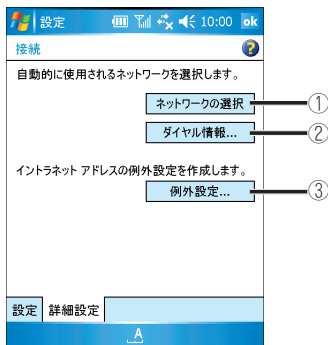 設定 10:00 ok
接続
自動的に使用されるネットワークを選択します。
ネットワークの選択 ①
ダイヤル情報... ②
イントラネット アドレスの例外設定を作成します。
例外設定... ③
設定 詳細設定
A